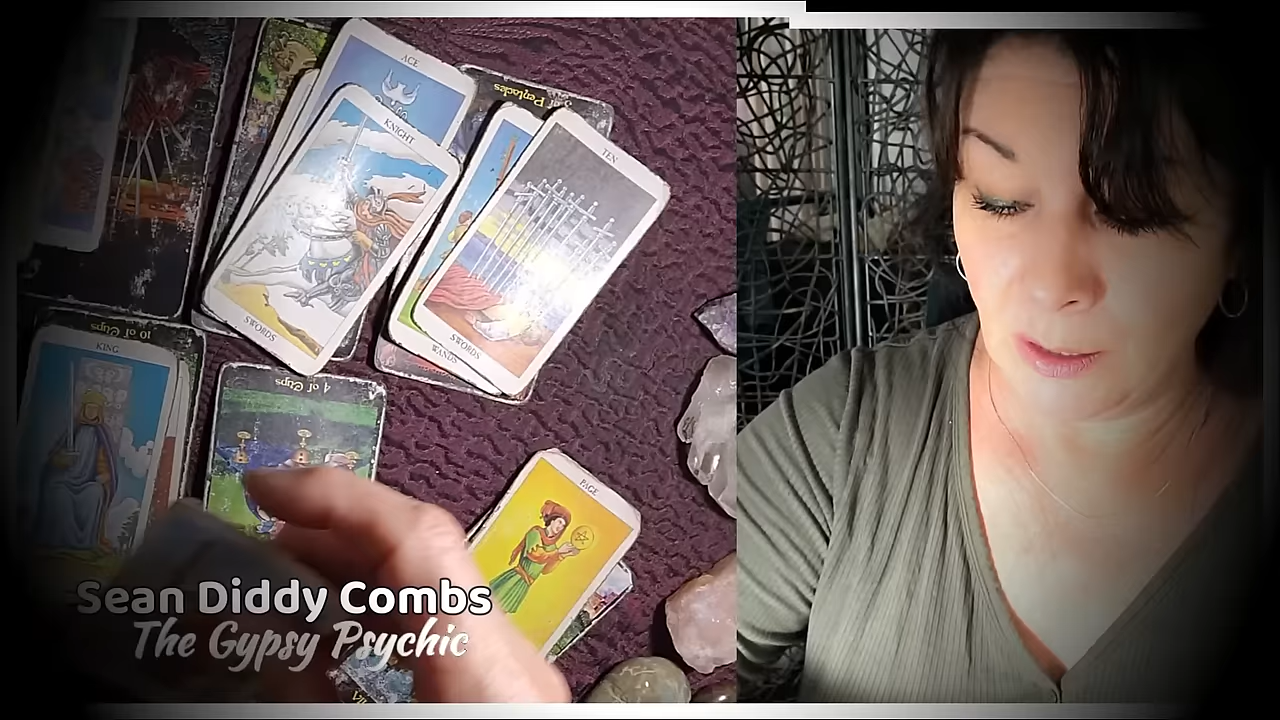 ACE
KNIGHT
SWORDS
of Pentacles
TEN
SWORDS
WANDS
10 of Cups
KING
4 of Cups
PAGE
Sean Diddy Combs
The Gypsy Psychic